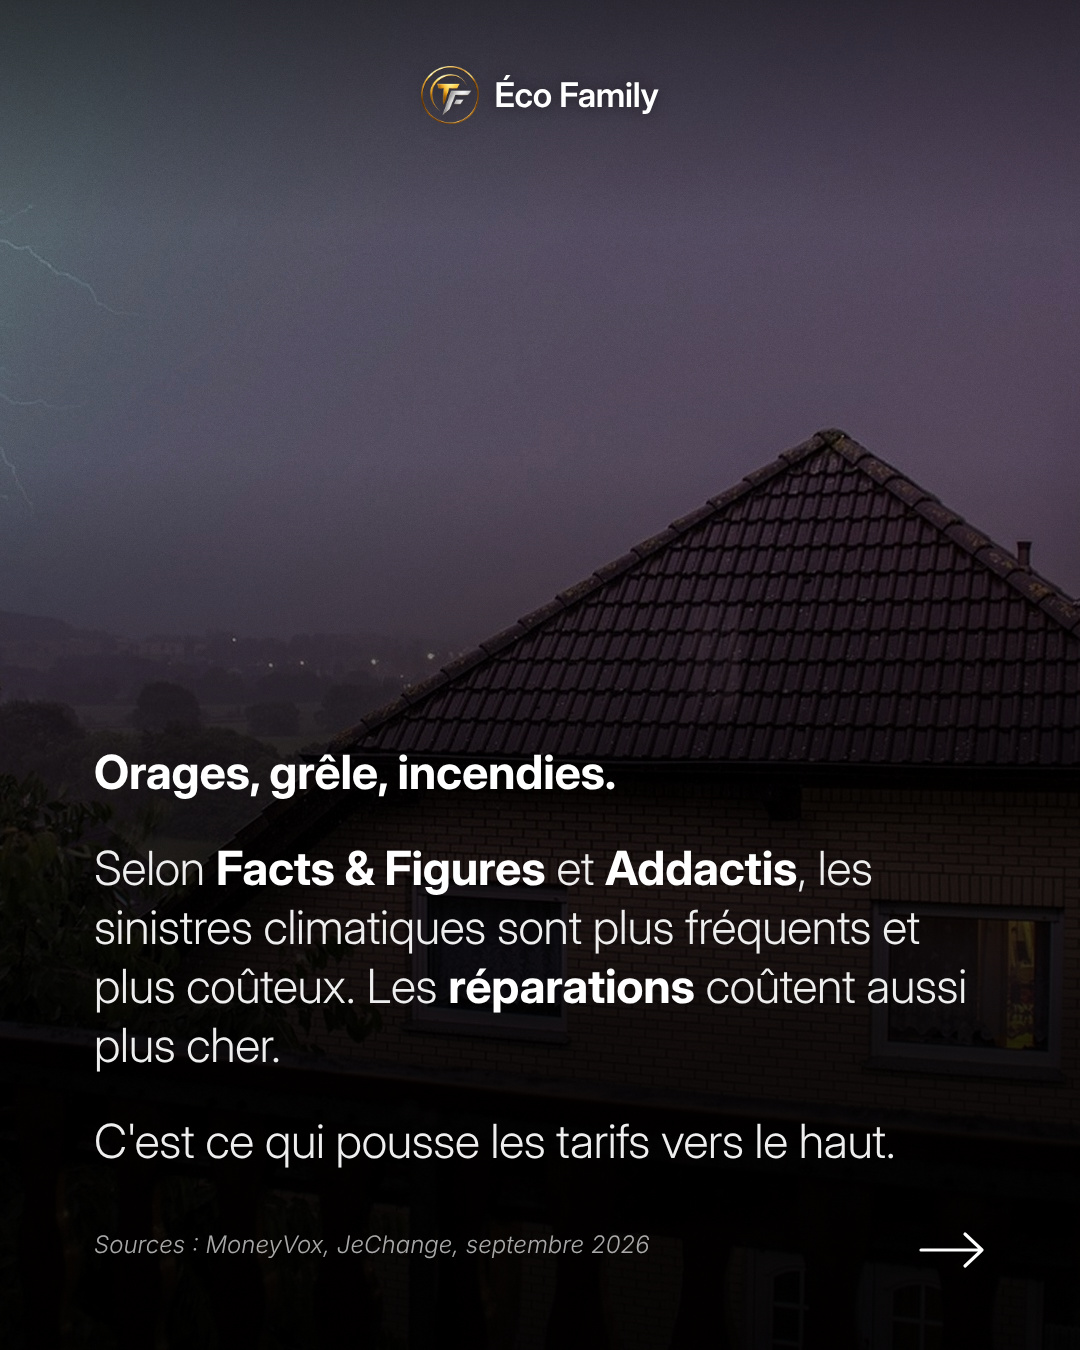 TF
Éco Family
Orages, grêle, incendies.
Selon Facts & Figures et Addactis, les
sinistres climatiques sont plus fréquents et
plus coûteux. Les réparations coûtent aussi
plus cher.
C'est ce qui pousse les tarifs vers le haut.
Sources : MoneyVox, JeChange, septembre 2026